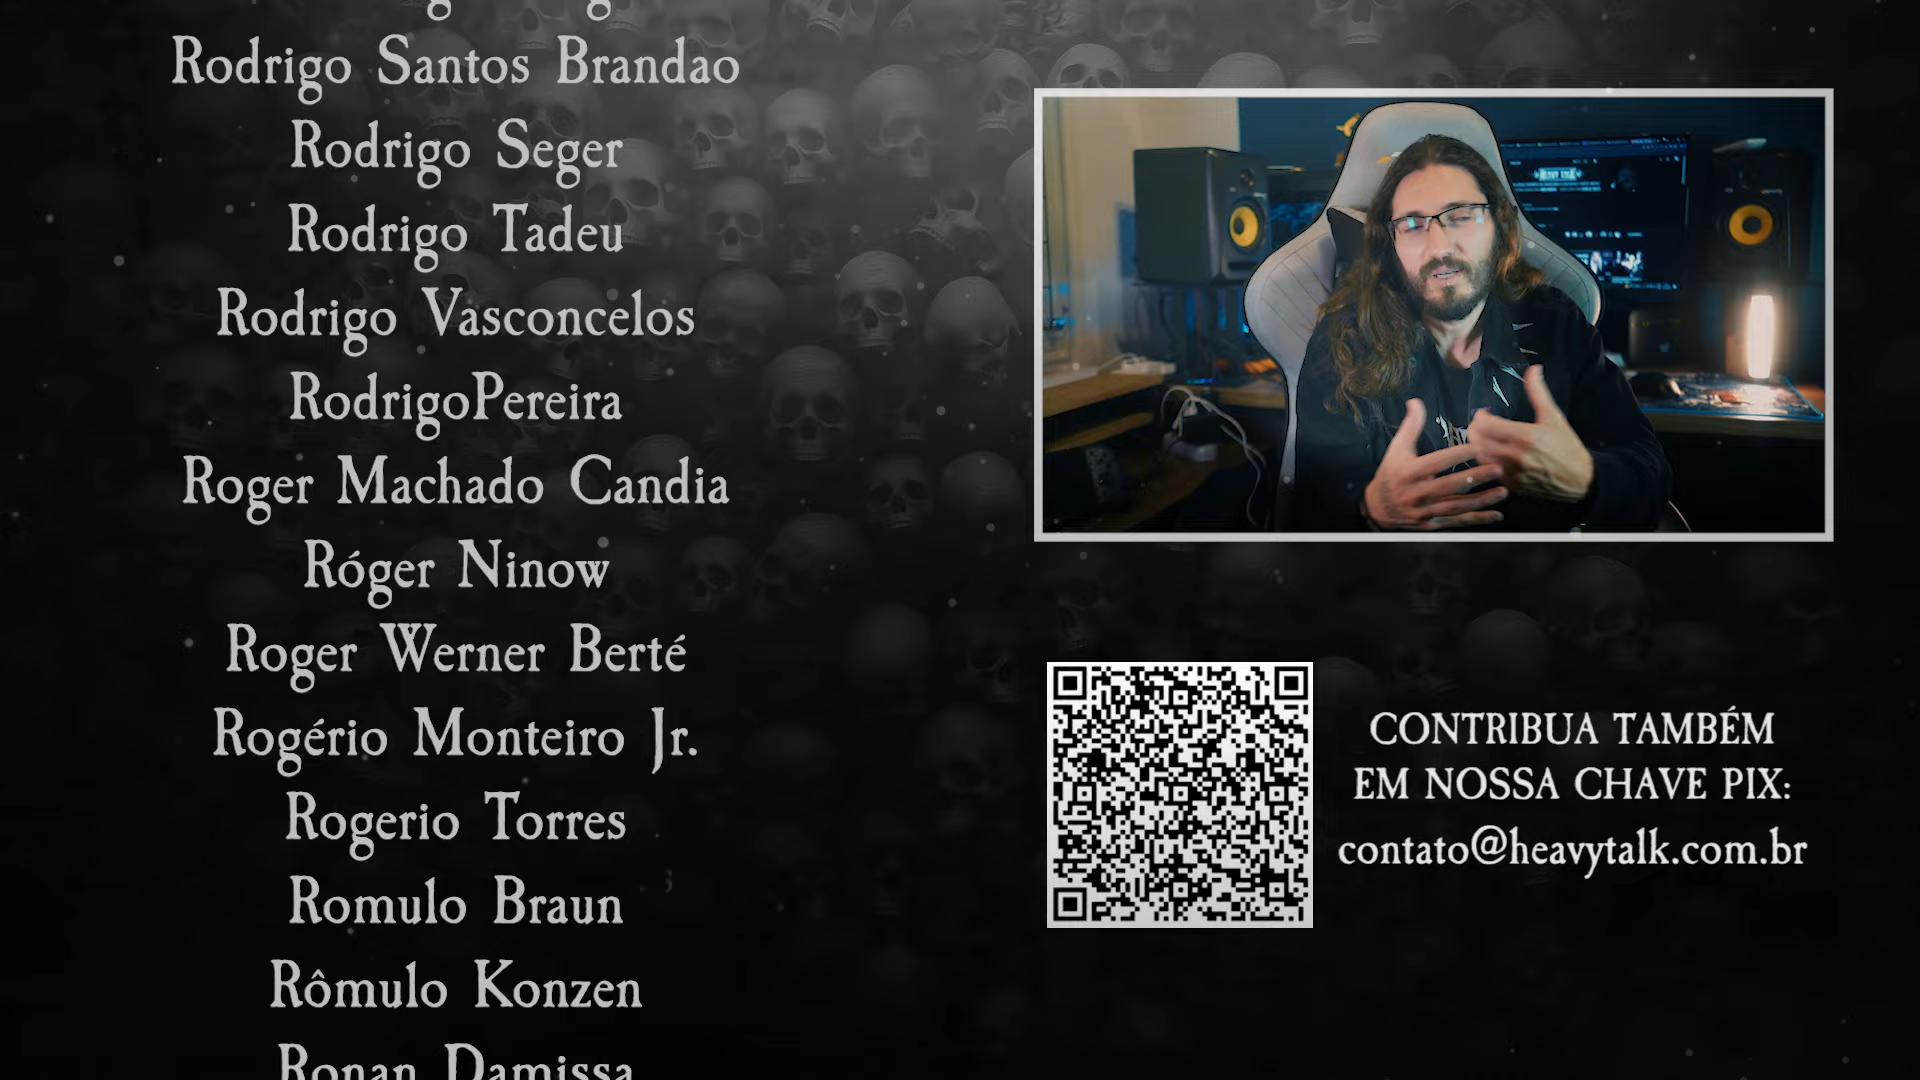 Rodrigo Santos Brandao
Rodrigo Seger
Rodrigo Tadeu
Rodrigo Vasconcelos
RodrigoPereira
Roger Machado Candia
Róger Ninow
Roger Werner Berté
Rogério Monteiro Jr.
Rogerio Torres
Romulo Braun
Rômulo Konzen
Ronan Damissa
HEAVY TALK
CONTRIBUA TAMBÉM
EM NOSSA CHAVE PIX:
contato@heavytalk.com.br